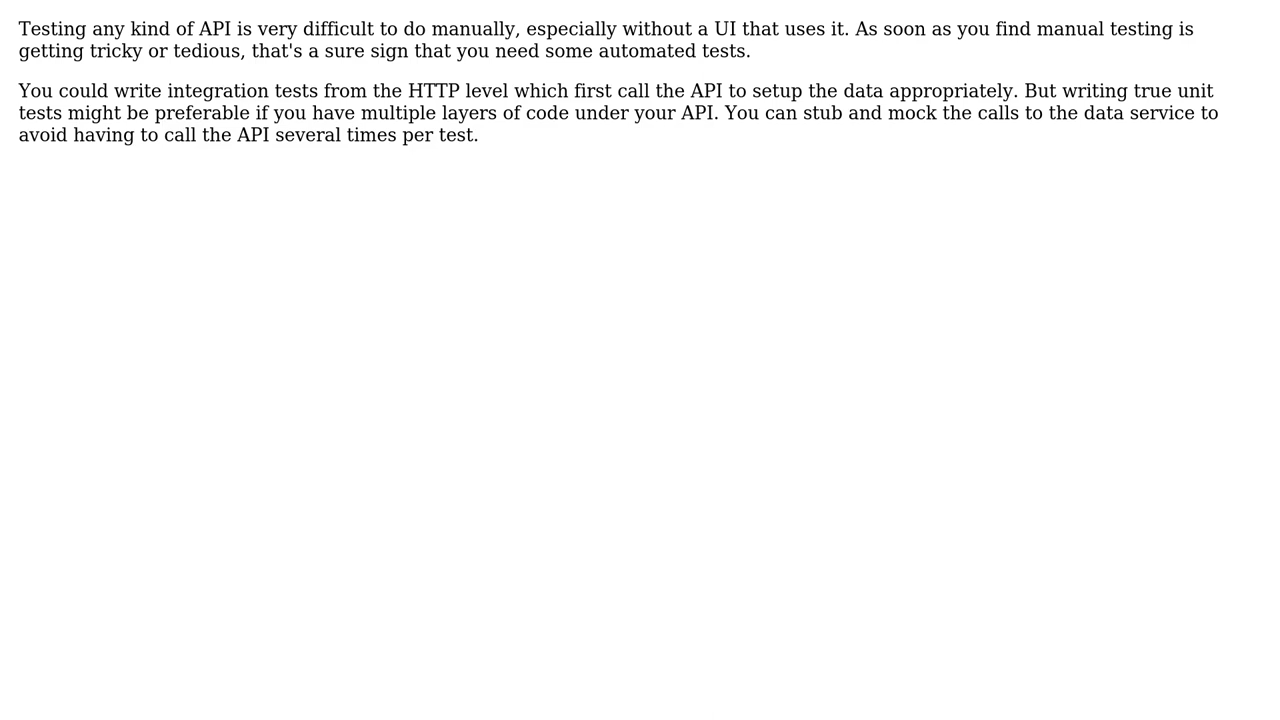 Testing any kind of API is very difficult to do manually, especially without a UI that uses it. As soon as you find manual testing is
getting tricky or tedious, that's a sure sign that you need some automated tests.
You could write integration tests from the HTTP level which first call the API to setup the data appropriately. But writing true unit
tests might be preferable if you have multiple layers of code under your API. You can stub and mock the calls to the data service to
avoid having to call the API several times per test.